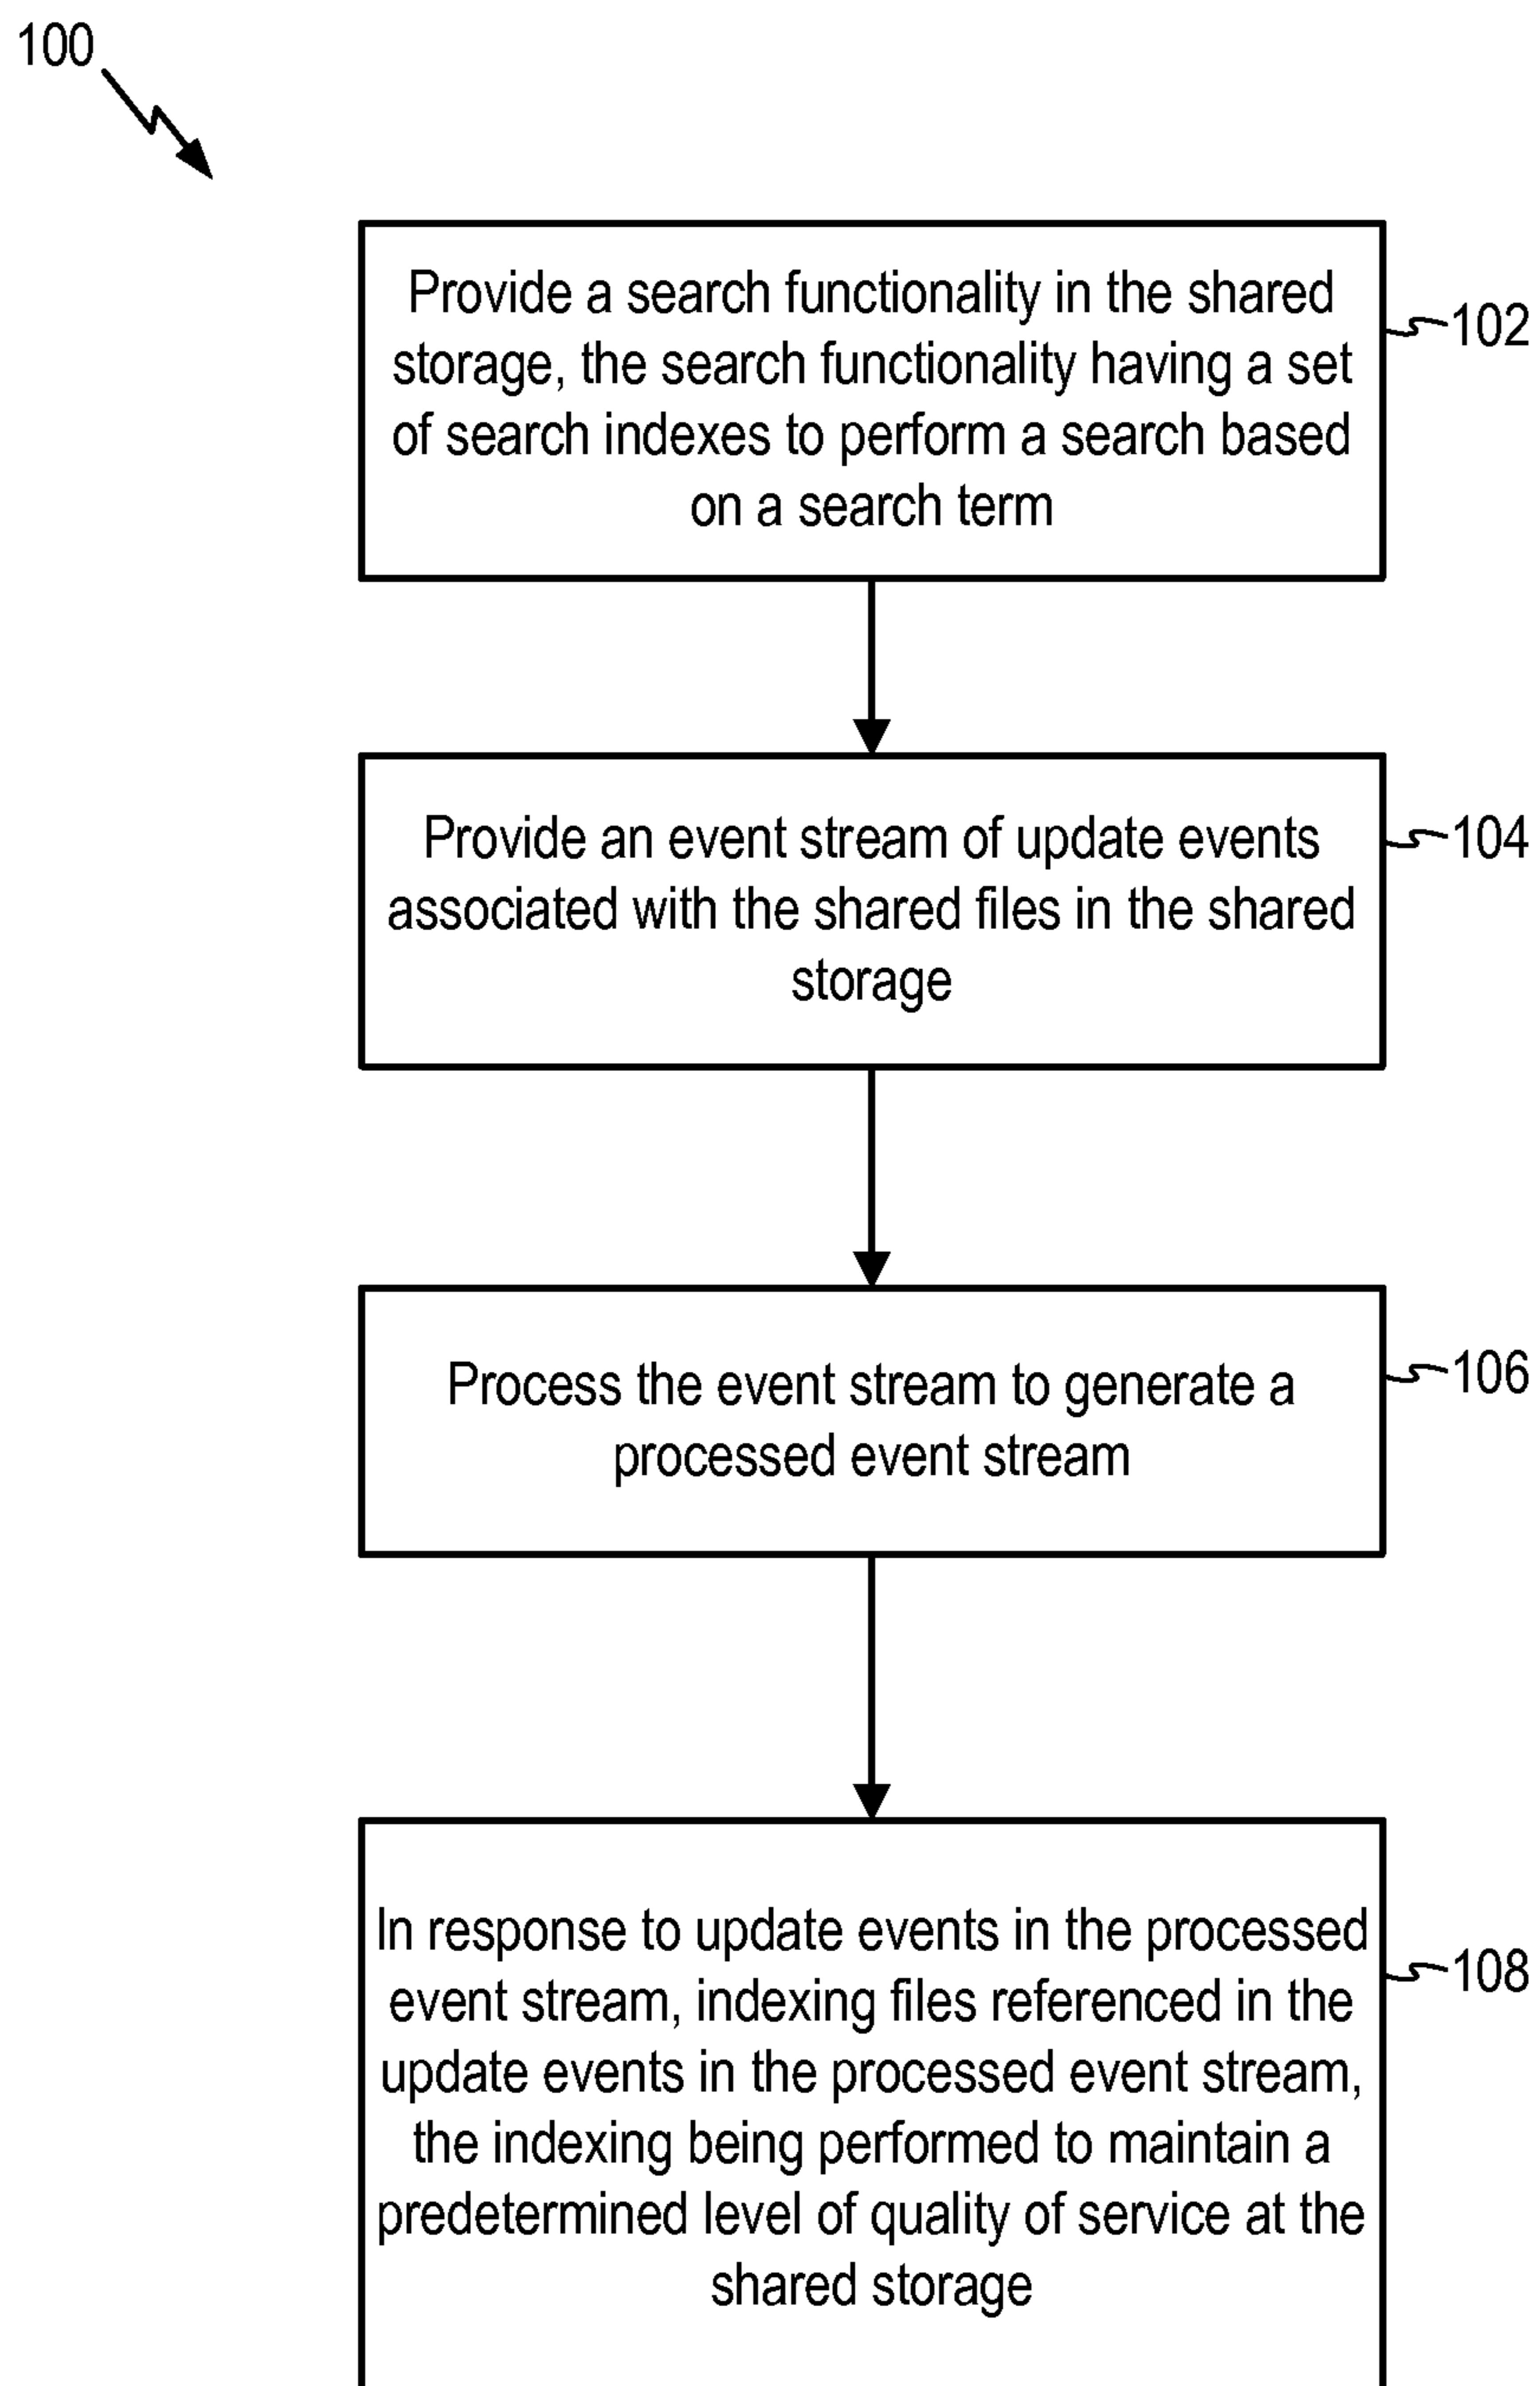 100
Provide a search functionality in the shared
storage, the search functionality having a set
of search indexes to perform a search based
on a search term
102
Provide an event stream of update events
associated with the shared files in the shared
storage
104
Process the event stream to generate a
processed event stream
106
In response to update events in the processed
event stream, indexing files referenced in the
update events in the processed event stream,
the indexing being performed to maintain a
predetermined level of quality of service at the
shared storage
108